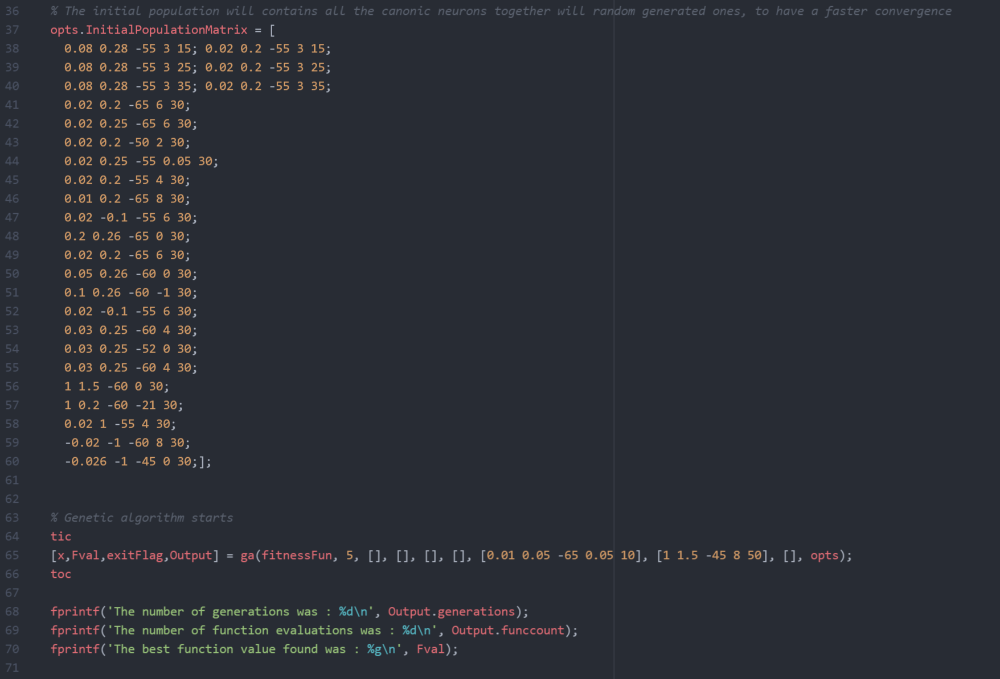 36 % The initial population will contains all the canonic neurons together will random generated ones, to have a faster convergence
37 opts.InitialPopulationMatrix = [
38 0.08 0.28 -55 3 15; 0.02 0.2 -55 3 15;
39 0.08 0.28 -55 3 25; 0.02 0.2 -55 3 25;
40 0.08 0.28 -55 3 35; 0.02 0.2 -55 3 35;
41 0.02 0.2 -65 6 30;
42 0.02 0.25 -65 6 30;
43 0.02 0.2 -50 2 30;
44 0.02 0.25 -55 0.05 30;
45 0.02 0.2 -55 4 30;
46 0.01 0.2 -65 8 30;
47 0.02 -0.1 -55 6 30;
48 0.2 0.26 -65 0 30;
49 0.02 0.2 -65 6 30;
50 0.05 0.26 -60 0 30;
51 0.1 0.26 -60 -1 30;
52 0.02 -0.1 -55 6 30;
53 0.03 0.25 -60 4 30;
54 0.03 0.25 -52 0 30;
55 0.03 0.25 -60 4 30;
56 1 1.5 -60 0 30;
57 1 0.2 -60 -21 30;
58 0.02 1 -55 4 30;
59 -0.02 -1 -60 8 30;
60 -0.026 -1 -45 0 30;];
61
62
63 % Genetic algorithm starts
64 tic
65 [x,Fval,exitFlag,Output] = ga(fitnessFun, 5, [], [], [], [], [0.01 0.05 -65 0.05 10], [1 1.5 -45 8 50], [], opts);
66 toc
67
68 fprintf('The number of generations was : %d\n', Output.generations);
69 fprintf('The number of function evaluations was : %d\n', Output.funccount);
70 fprintf('The best function value found was : %g\n', Fval);
71